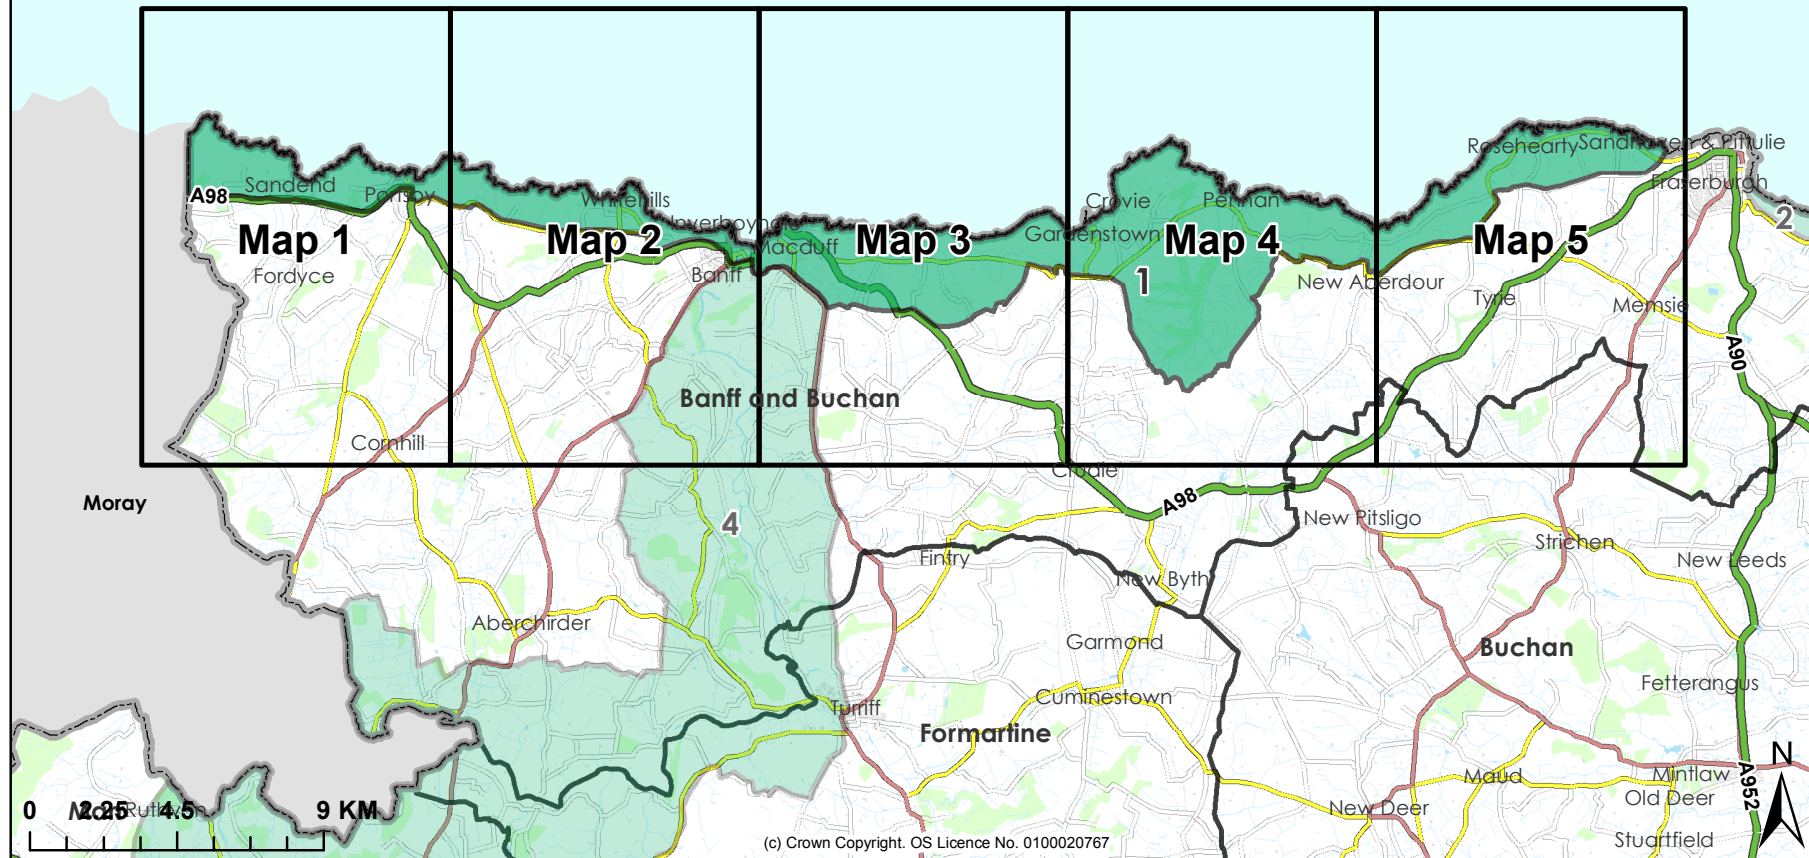 Rosehearty
Sandhaven & Pittulie
Sandend
A98
Portsoy
Whitehills
Crovie
Pennan
Fraserburgh
Inverboyndie
2
Map 1
Map 2
Macduff
Map 3
Gardenstown
Map 4
Map 5
Fordyce
Banff
1
New Aberdour
Tyrie
Memsie
A90
Banff and Buchan
Cornhill
Crudie
Moray
A98
4
New Pitsligo
Strichen
Fintry
New Byth
New Leeds
Aberchirder
Garmond
Buchan
Cuminestown
Fetterangus
Turriff
Formartine
Maud
Mintlaw
N
A952
Old Deer
0 2.25 4.5 9 KM
Ruthven
New Deer
Stuartfield
(c) Crown Copyright. OS Licence No. 0100020767